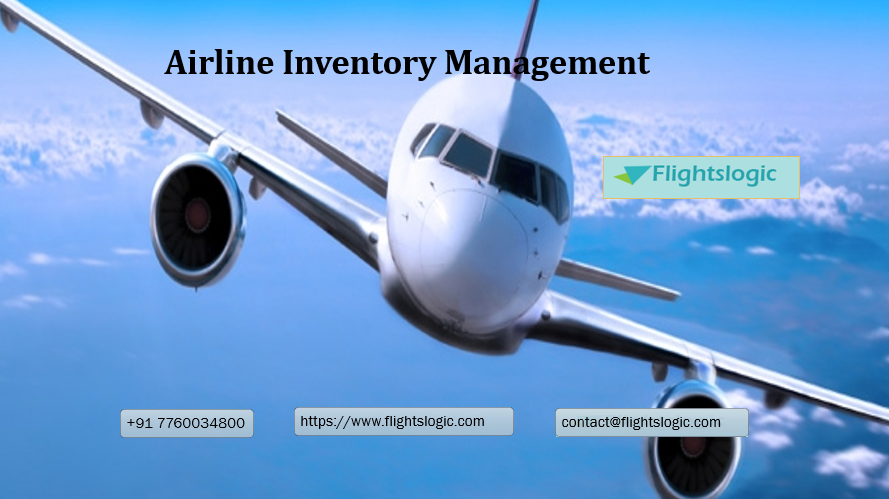 Airline Inventory Management
Flightslogic
+91 7760034800
https://www.flightslogic.com
contact@flightslogic.com